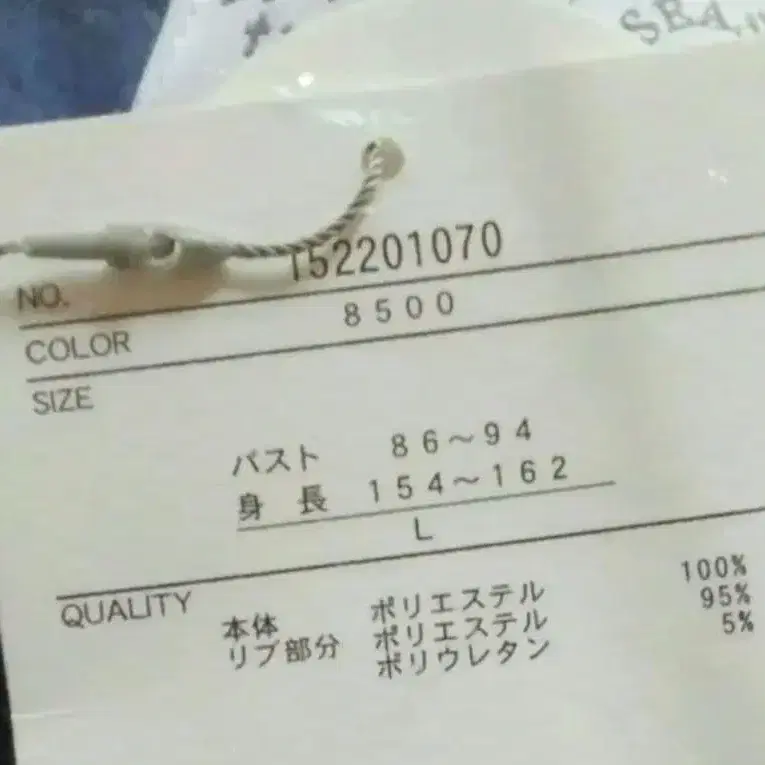 SEA
NO. 152201070
COLOR 8500
SIZE
バスト 86～94
身長 154～162
L
QUALITY 本体 ポリエステル 100%
リブ部分 ポリエステル 95%
ポリウレタン 5%